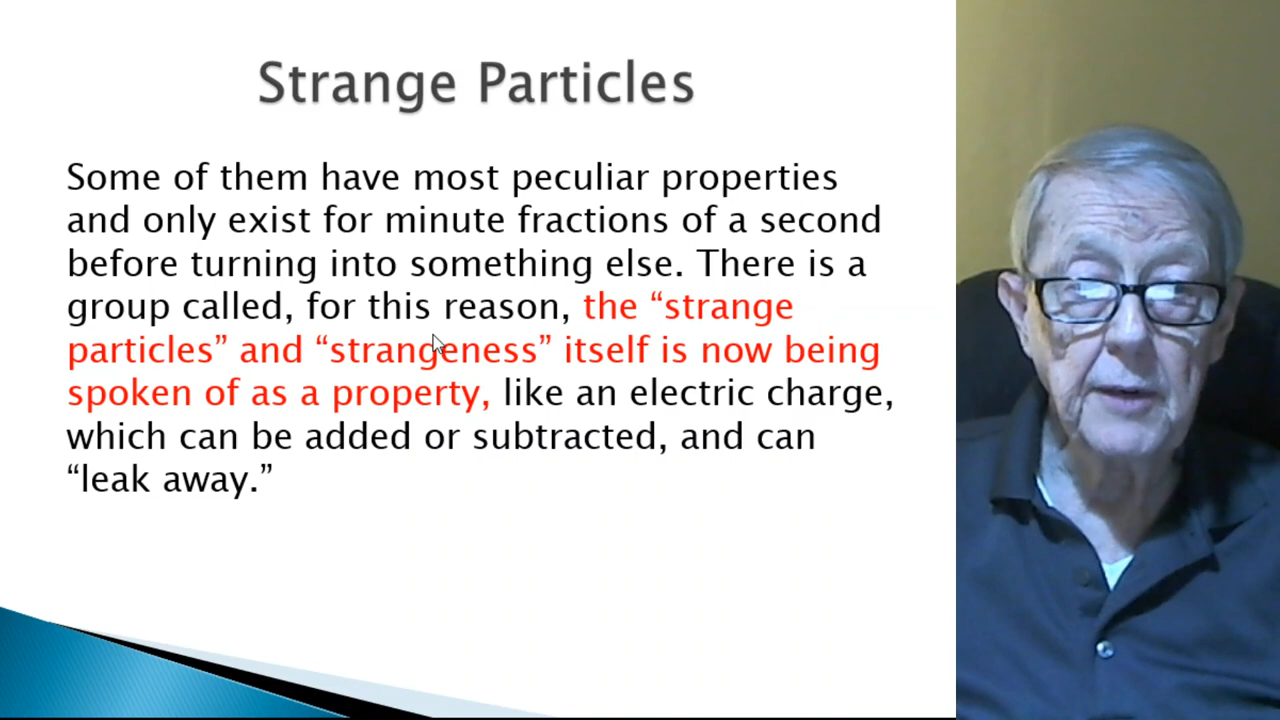 Strange Particles
Some of them have most peculiar properties
and only exist for minute fractions of a second
before turning into something else. There is a
group called, for this reason, the “strange
particles” and “strangeness” itself is now being
spoken of as a property, like an electric charge,
which can be added or subtracted, and can
“leak away.”